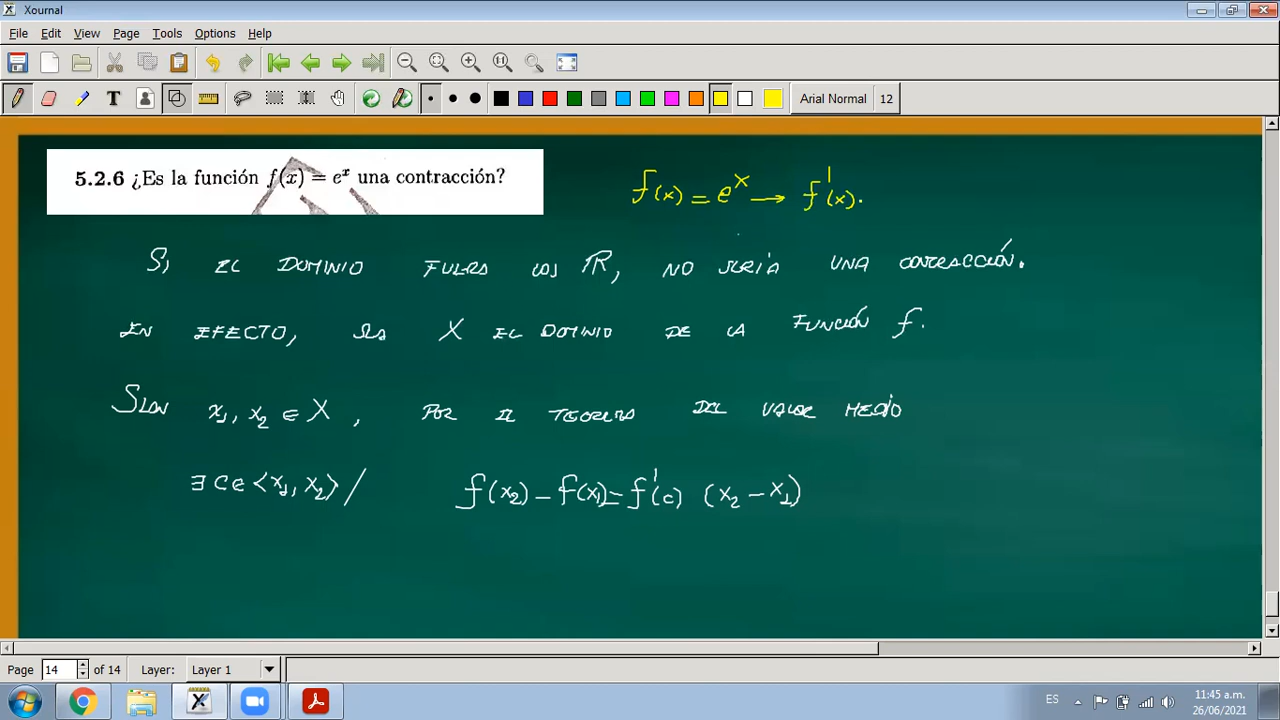 Xournal
File Edit View Page Tools Options Help
Arial Normal 12
5.2.6 ¿Es la función f(x) = e^x una contracción?
f(x) = e^x → f'(x).
Si EL DOMINIO FUERA LOS ℝ, NO SERÍA UNA CONTRACCIÓN.
EN EFECTO, SEA X EL DOMINIO DE LA FUNCIÓN f.
SEAN x₁, x₂ ∈ X, POR EL TEOREMA DEL VALOR MEDIO
∃ c ∈ <x₁, x₂> / f(x₂) - f(x₁) = f'(c) (x₂ - x₁)
Page 14 of 14 Layer: Layer 1
ES 11:45 a.m.
26/06/2021